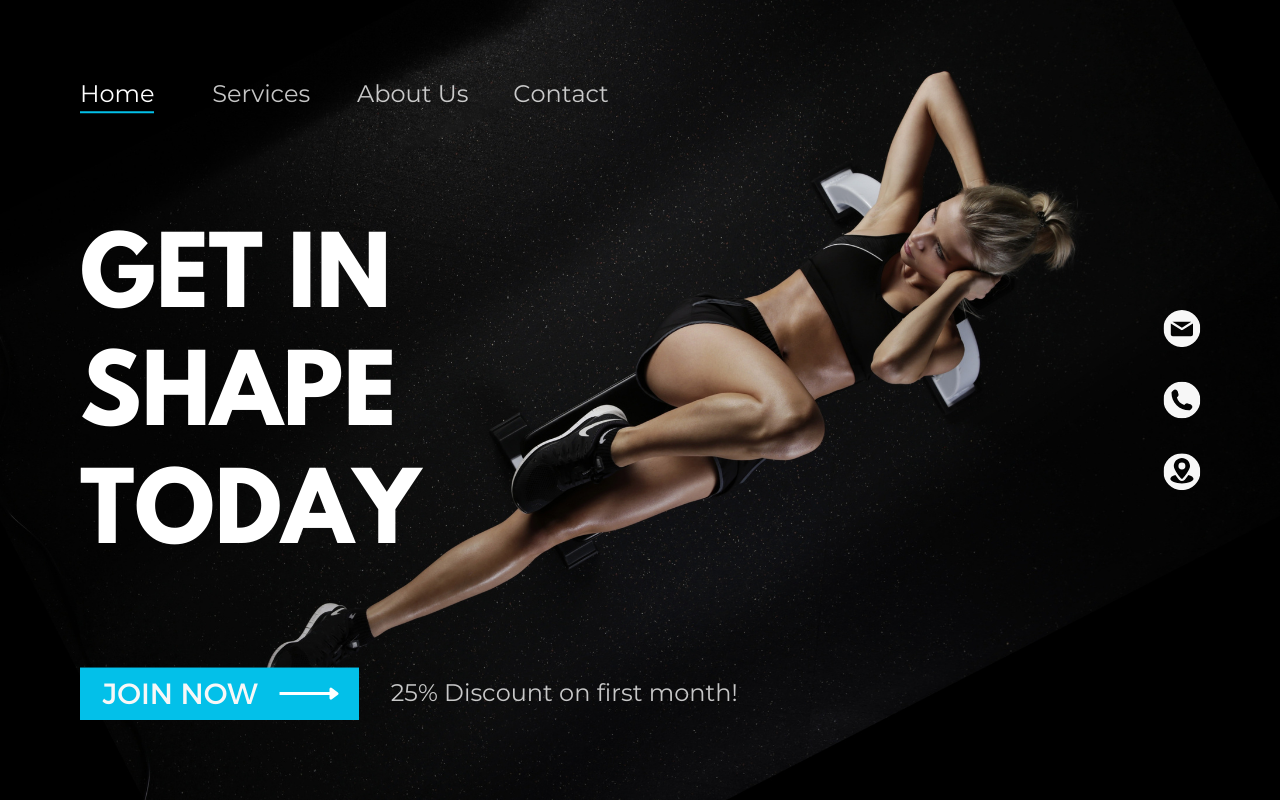 Home Services About Us Contact
GET IN
SHAPE
TODAY
JOIN NOW 25% Discount on first month!